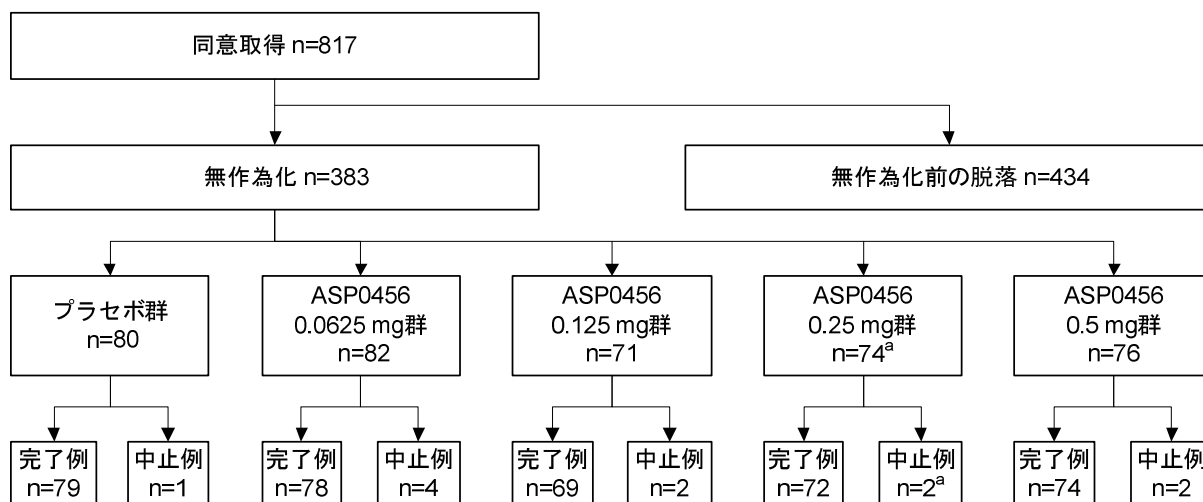 同意取得 n=817
無作為化 n=383
無作為化前の脱落 n=434
プラセボ群
n=80
ASP0456
0.0625 mg群
n=82
ASP0456
0.125 mg群
n=71
ASP0456
0.25 mg群
n=74a
ASP0456
0.5 mg群
n=76
完了例
n=79
中止例
n=1
完了例
n=78
中止例
n=4
完了例
n=69
中止例
n=2
完了例
n=72
中止例
n=2a
完了例
n=74
中止例
n=2